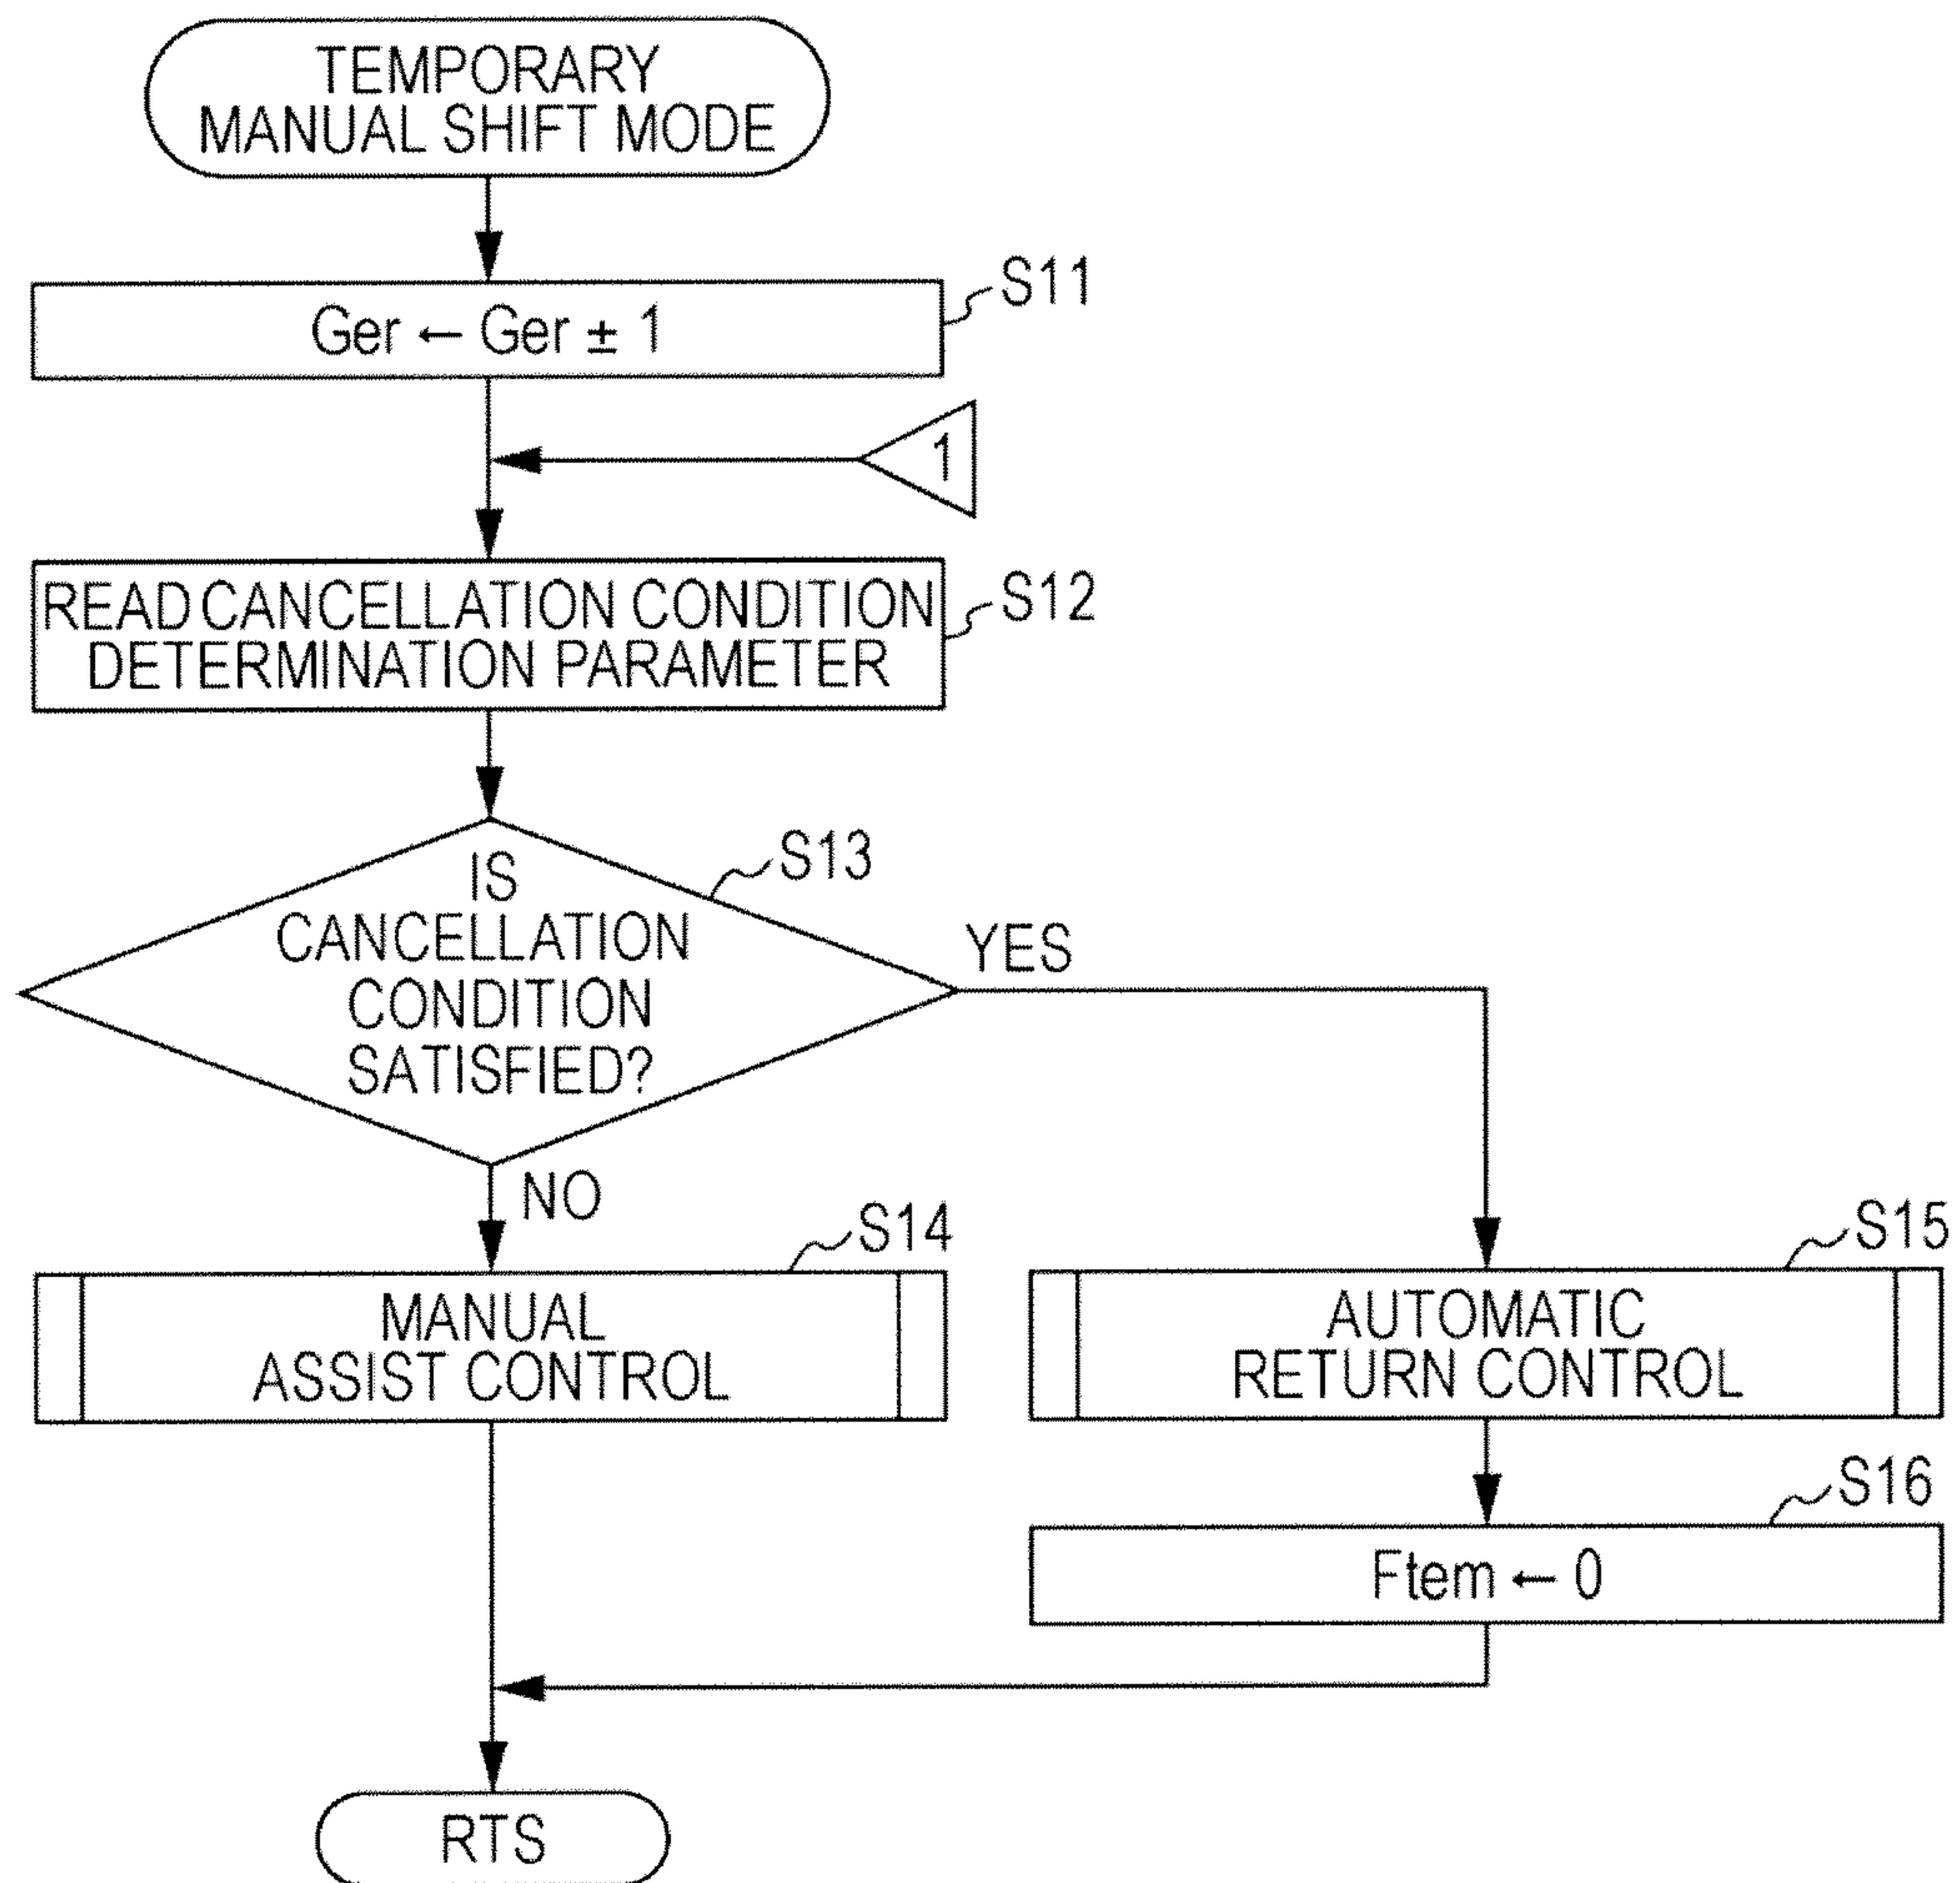 TEMPORARY
MANUAL SHIFT MODE
S11
Ger ← Ger ± 1
1
S12
READ CANCELLATION CONDITION
DETERMINATION PARAMETER
S13
IS
CANCELLATION
CONDITION
SATISFIED?
YES
NO
S14
MANUAL
ASSIST CONTROL
S15
AUTOMATIC
RETURN CONTROL
S16
Ftem ← 0
RTS